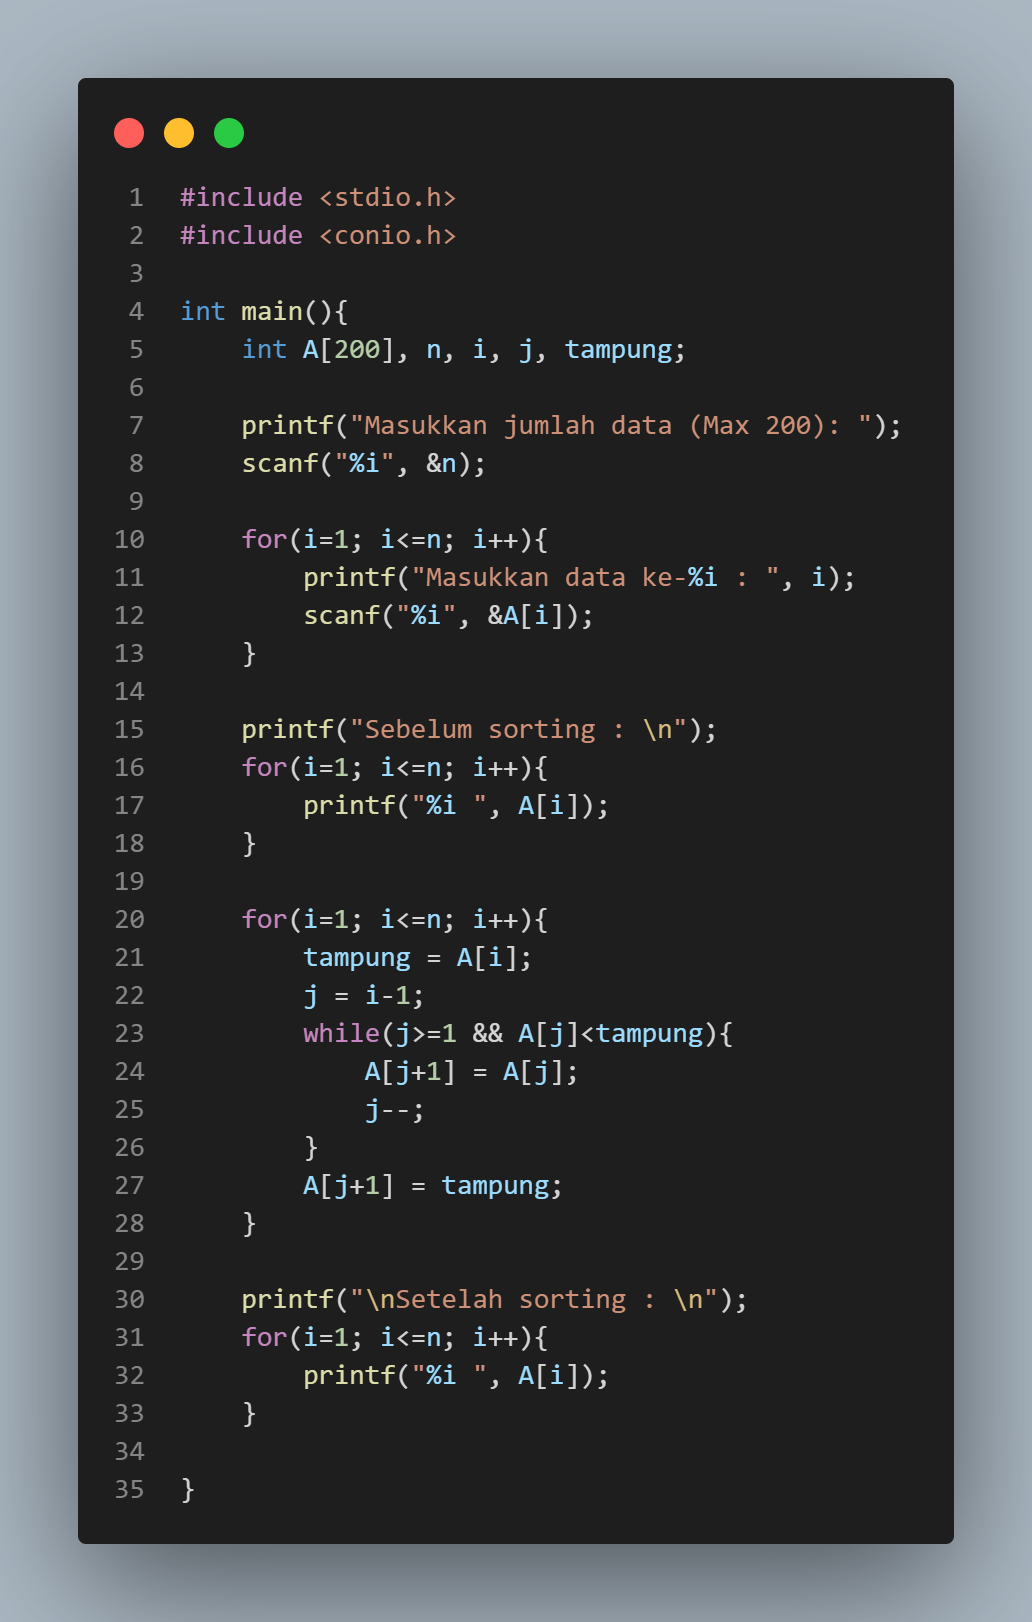 1 #include <stdio.h>
2 #include <conio.h>
3
4 int main(){
5     int A[200], n, i, j, tampung;
6
7     printf("Masukkan jumlah data (Max 200): ");
8     scanf("%i", &n);
9
10     for(i=1; i<=n; i++){
11         printf("Masukkan data ke-%i : ", i);
12         scanf("%i", &A[i]);
13     }
14
15     printf("Sebelum sorting : \n");
16     for(i=1; i<=n; i++){
17         printf("%i ", A[i]);
18     }
19
20     for(i=1; i<=n; i++){
21         tampung = A[i];
22         j = i-1;
23         while(j>=1 && A[j]<tampung){
24             A[j+1] = A[j];
25             j--;
26         }
27         A[j+1] = tampung;
28     }
29
30     printf("\nSetelah sorting : \n");
31     for(i=1; i<=n; i++){
32         printf("%i ", A[i]);
33     }
34
35 }